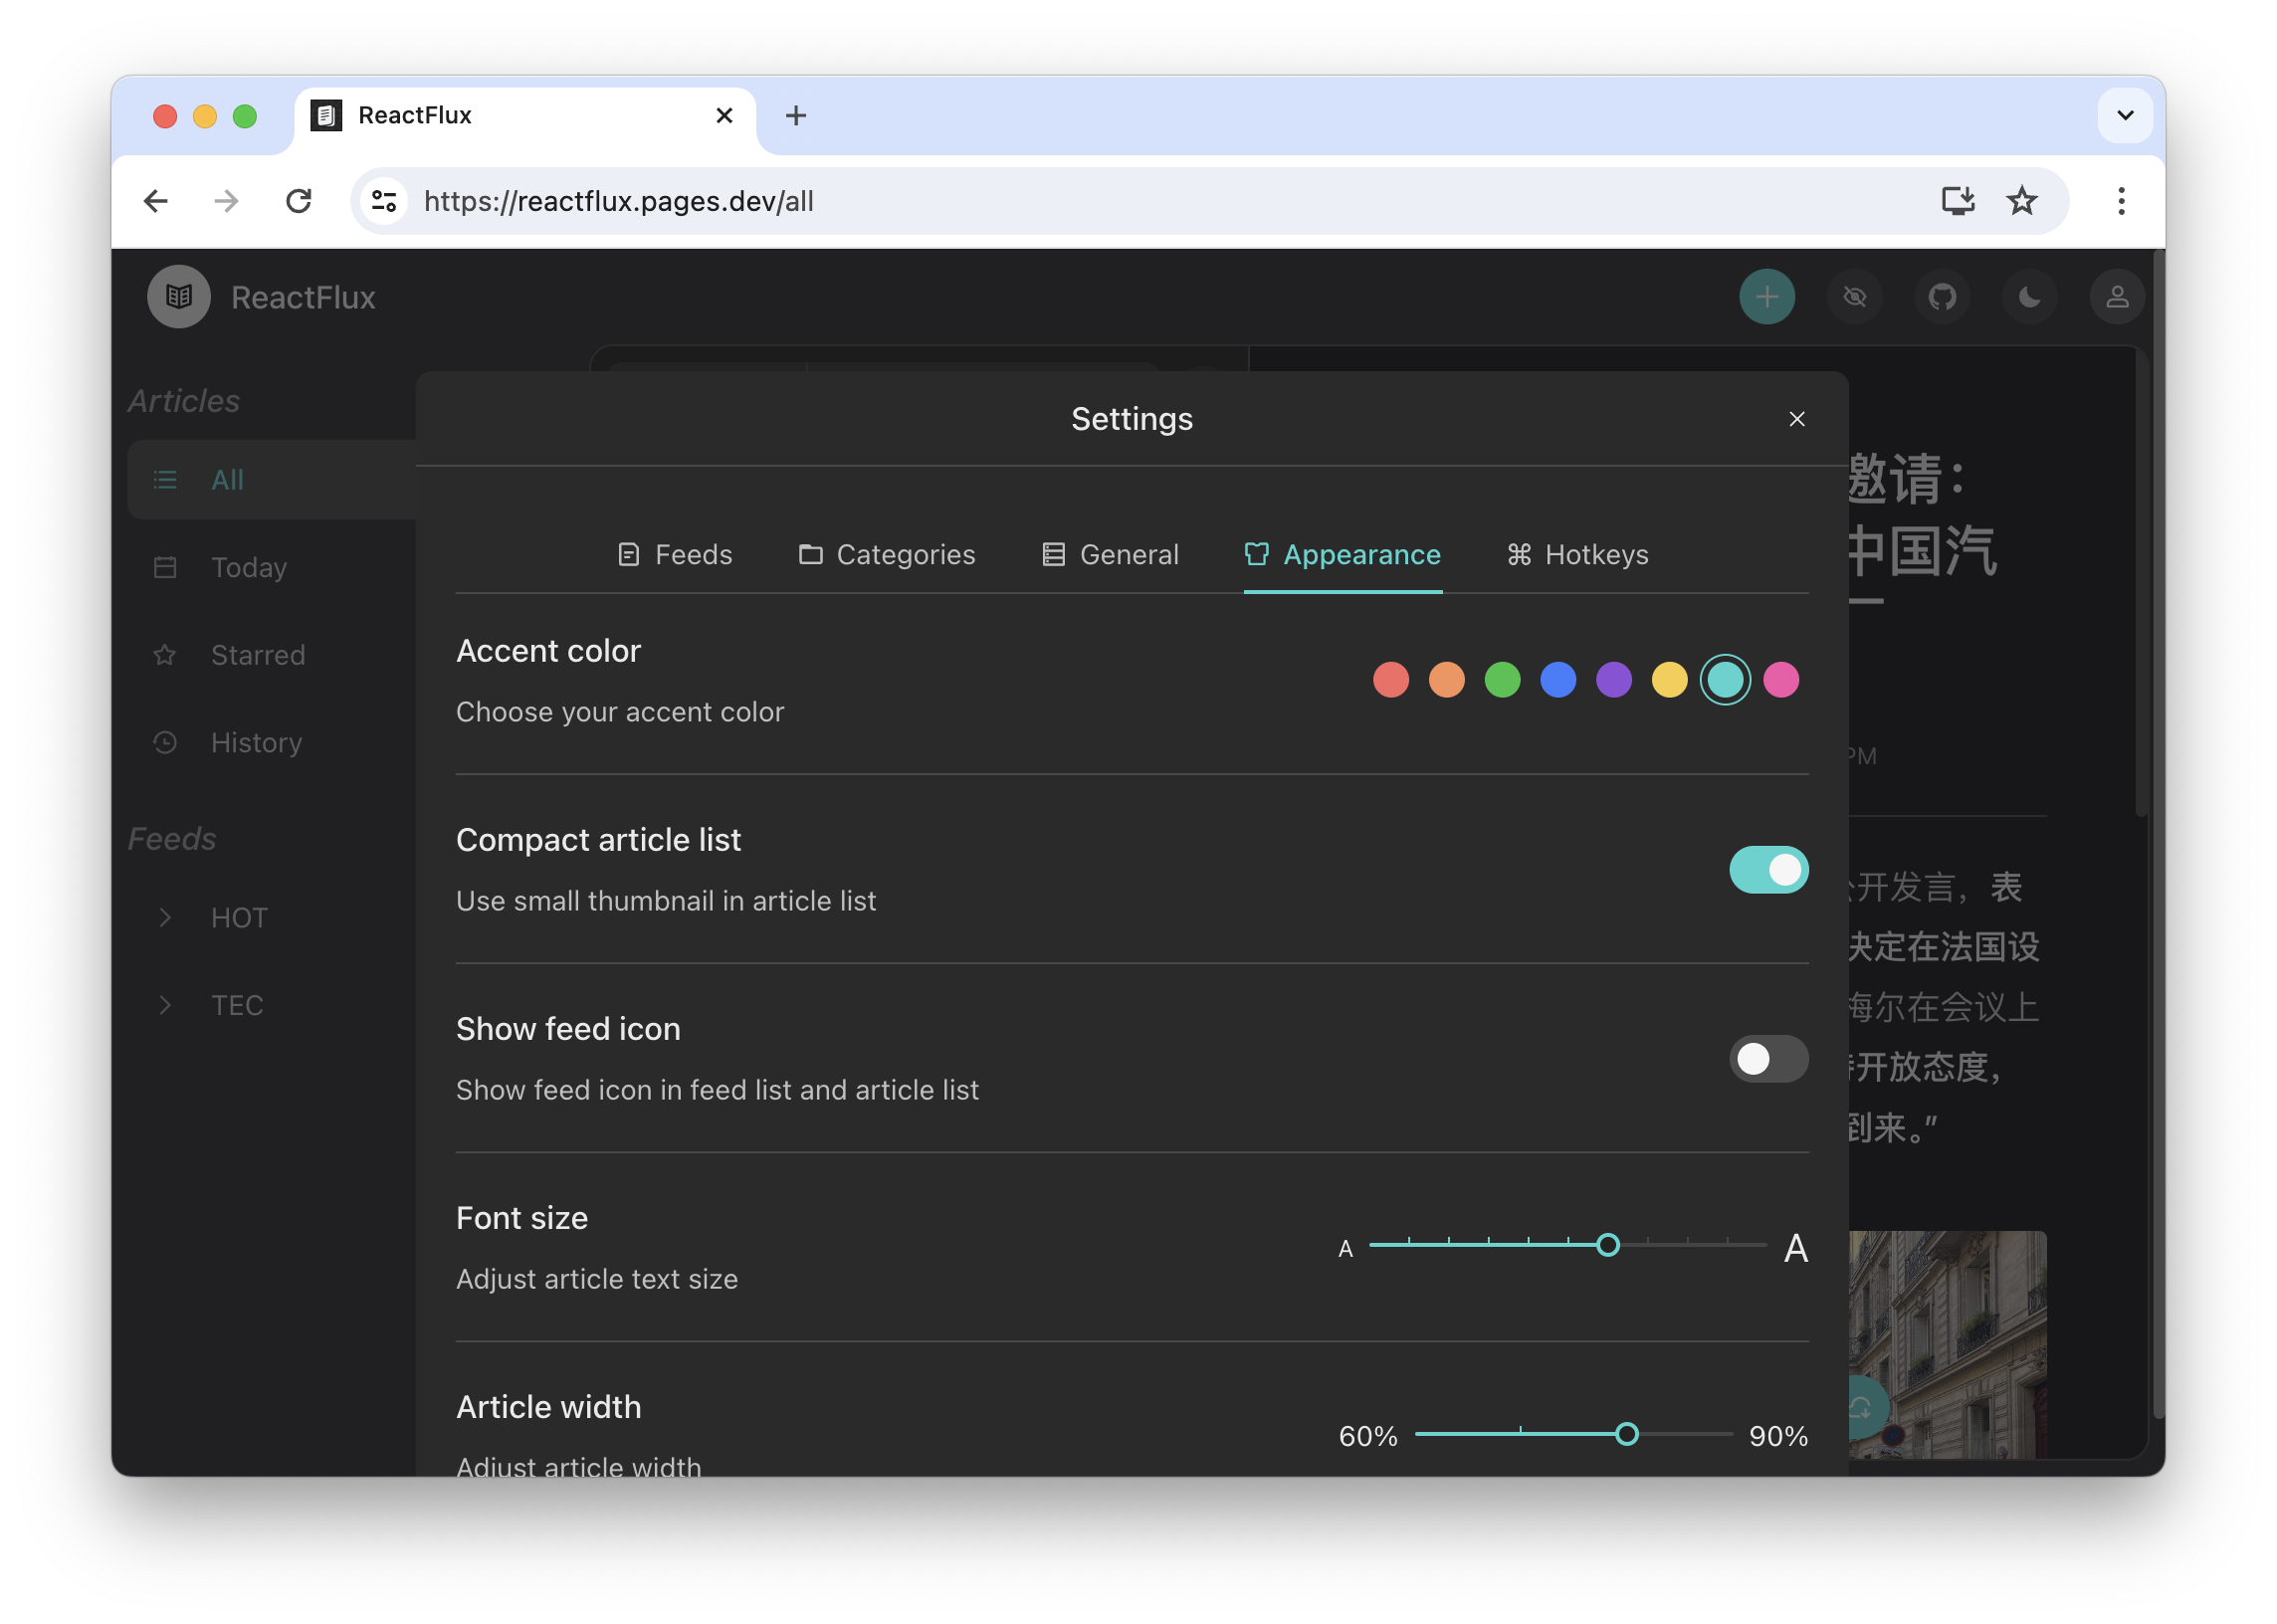 ReactFlux
https://reactflux.pages.dev/all
ReactFlux
Articles
All
Today
Starred
History
Feeds
HOT
TEC
Settings
Feeds
Categories
General
Appearance
Hotkeys
Accent color
Choose your accent color
Compact article list
Use small thumbnail in article list
Show feed icon
Show feed icon in feed list and article list
Font size
Adjust article text size
A
A
Article width
Adjust article width
60%
90%
邀请：
中国汽
PM
开发言，表
决定在法国设
梅尔在会议上
开放态度，
到来。”